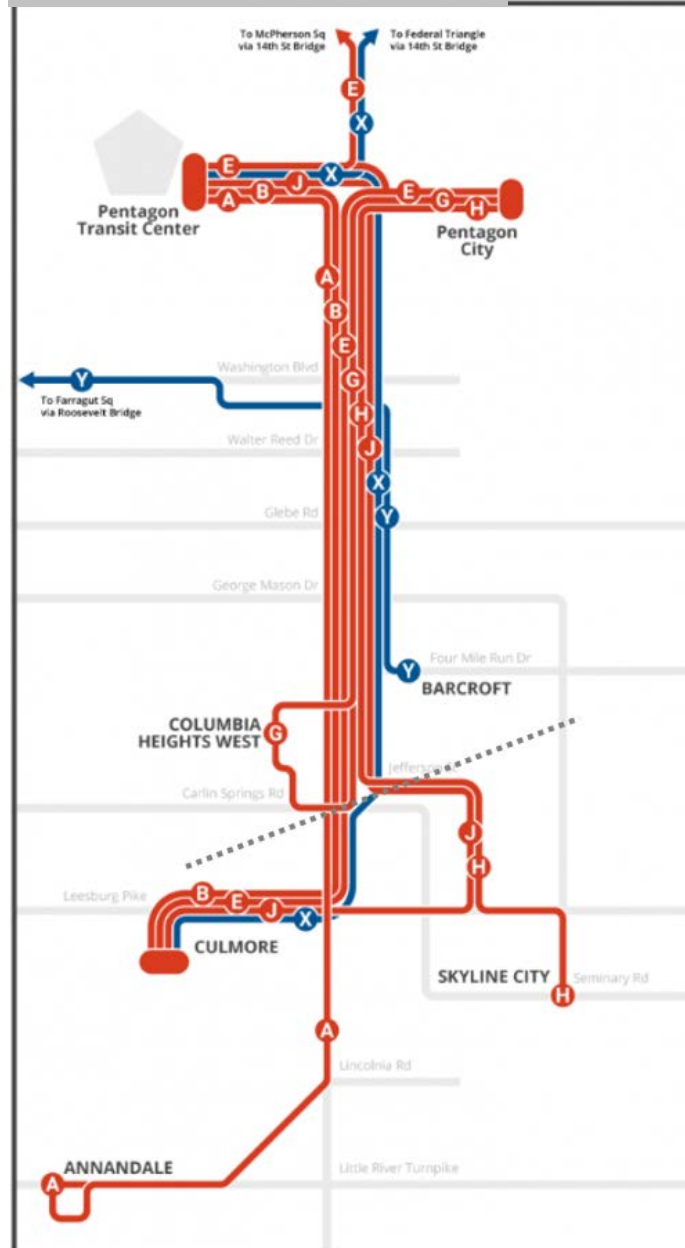 To McPherson Sq
via 14th St Bridge
To Federal Triangle
via 14th St Bridge
E
X
E
X
J
B
A
E
G
H
Pentagon
Transit Center
Pentagon
City
A
B
E
Washington Blvd
Y
G
To Farragut Sq
via Roosevelt Bridge
H
Walter Reed Dr
J
X
Glebe Rd
Y
George Mason Dr
Four Mile Run Dr
Y
BARCROFT
COLUMBIA
HEIGHTS WEST
G
Jefferson St
Carlin Springs Rd
J
H
Leesburg Pike
B
E
J
X
CULMORE
SKYLINE CITY
Seminary Rd
H
A
Lincolnia Rd
ANNANDALE
Little River Turnpike
A